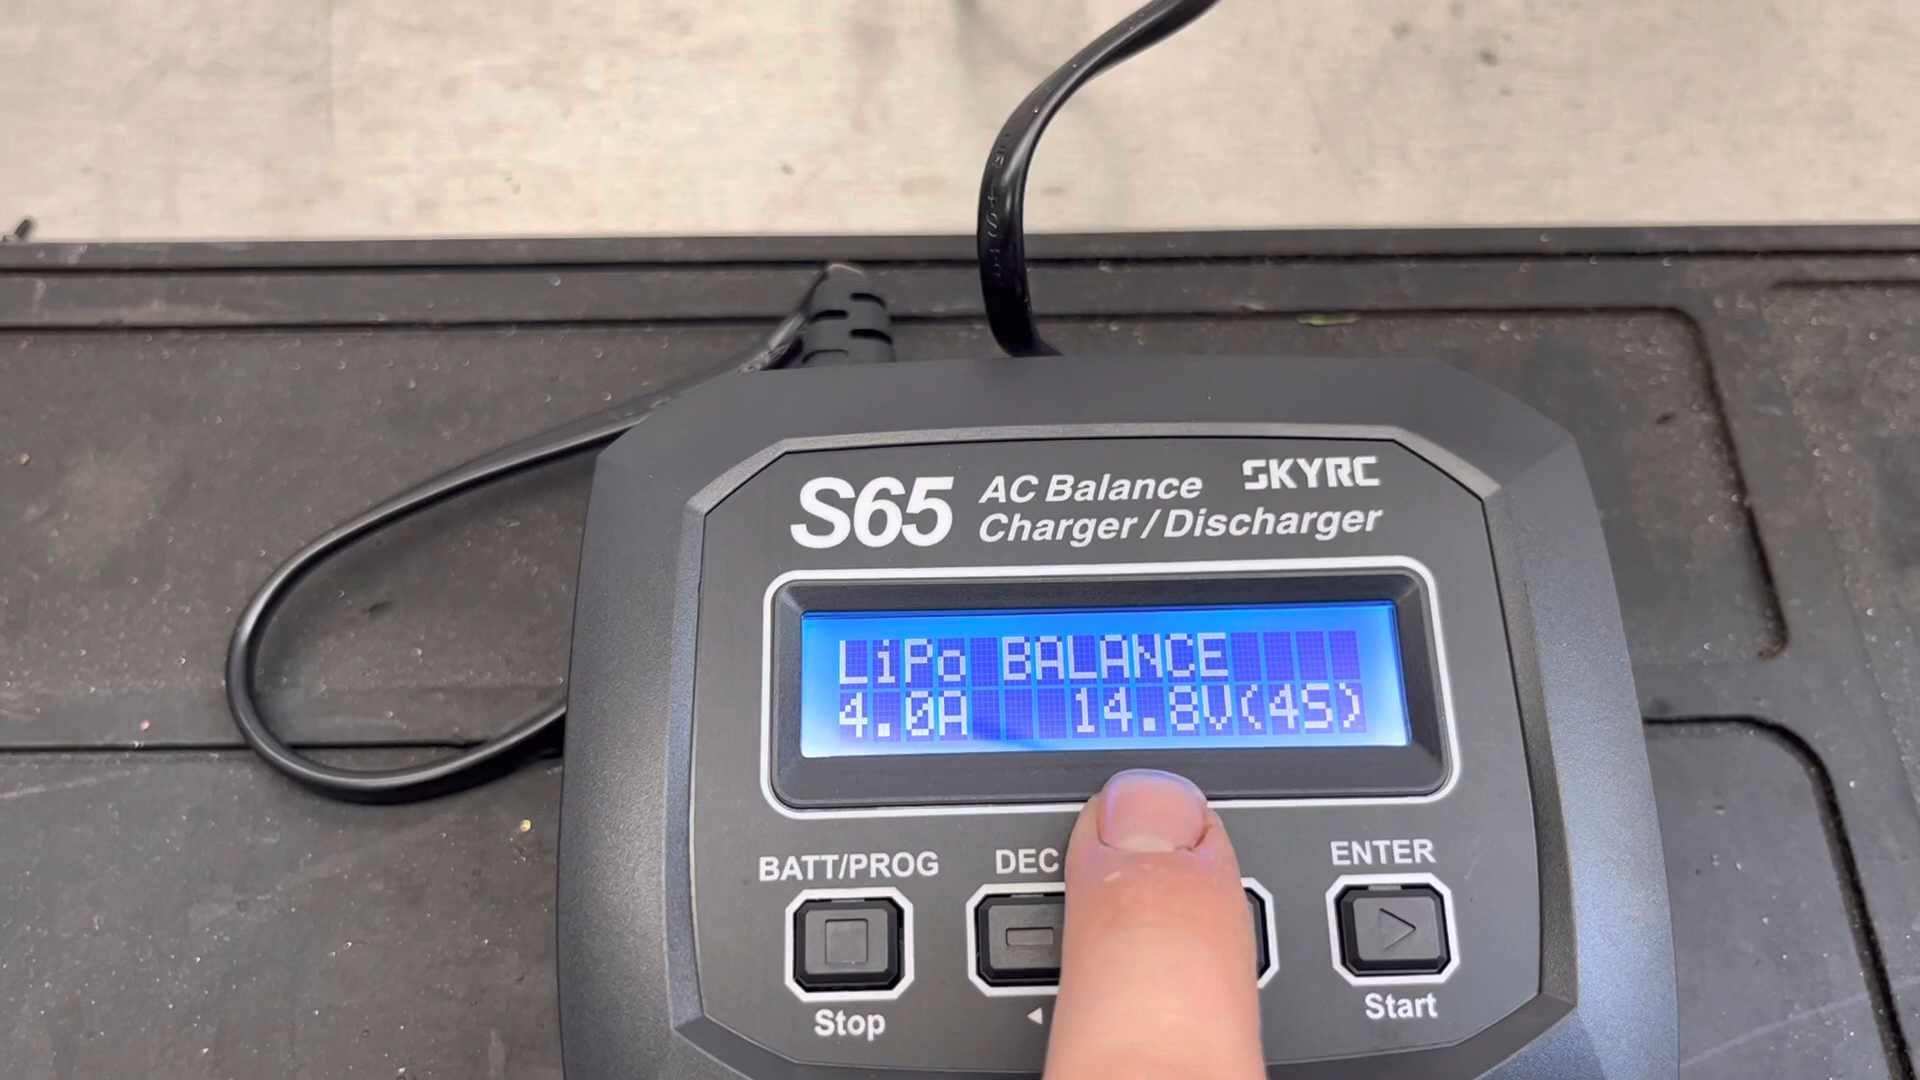 S65 AC Balance SKYRC
Charger / Discharger
LiPo BALANCE
4.0A 14.8V(4S)
BATT/PROG DEC ENTER
Stop Start